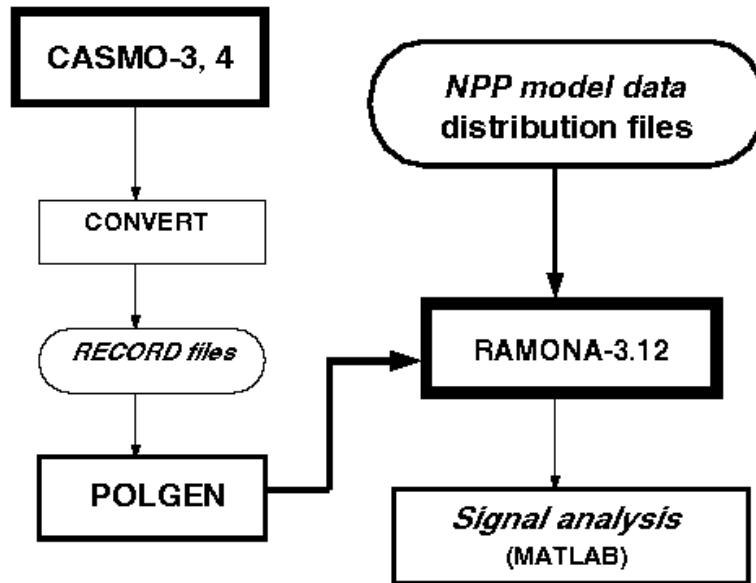 CASMO-3, 4
NPP model data
distribution files
CONVERT
RECORD files
RAMONA-3.12
POLGEN
Signal analysis
(MATLAB)